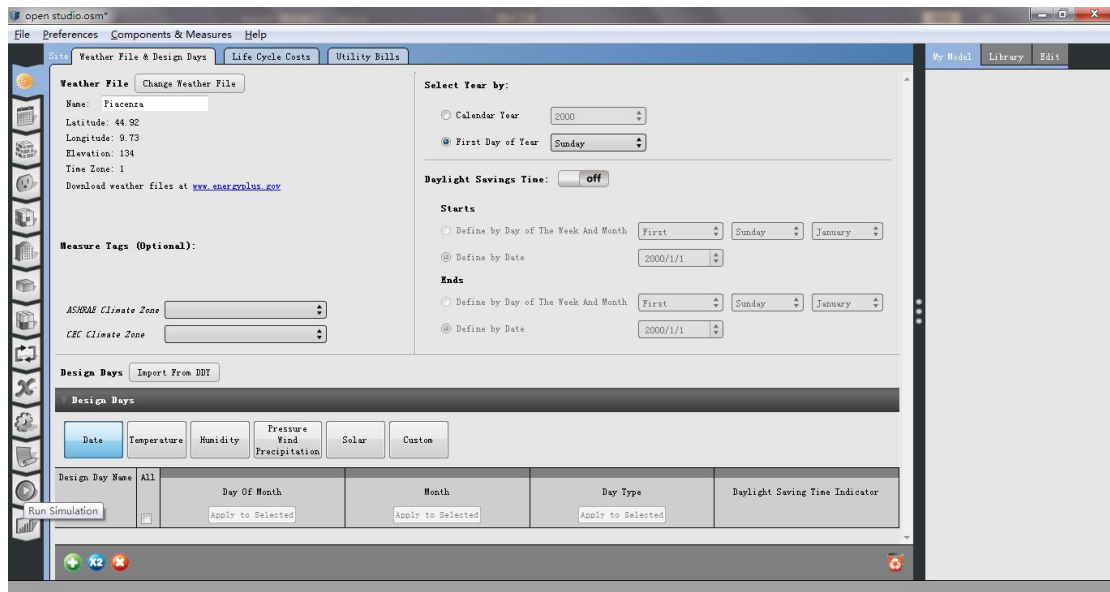 open studio.osm*
File Preferences Components & Measures Help
Site Weather File & Design Days Life Cycle Costs Utility Bills
My Model Library Edit
Weather File Change Weather File
Name: Piacenza
Latitude: 44.92
Longitude: 9.73
Elevation: 134
Time Zone: 1
Download weather files at www.energyplus.gov
Measure Tags (Optional):
ASHRAE Climate Zone
CEC Climate Zone
Select Year by:
Calendar Year 2000
First Day of Year Sunday
Daylight Savings Time: off
Starts
Define by Day of The Week And Month First Sunday January
Define by Date 2000/1/1
Ends
Define by Day of The Week And Month First Sunday January
Define by Date 2000/1/1
Design Days Import From DDY
Design Days
Date Temperature Humidity Pressure Wind Precipitation Solar Custom
Design Day Name All Day Of Month Month Day Type Daylight Saving Time Indicator
Apply to Selected Apply to Selected Apply to Selected
Run Simulation
X2